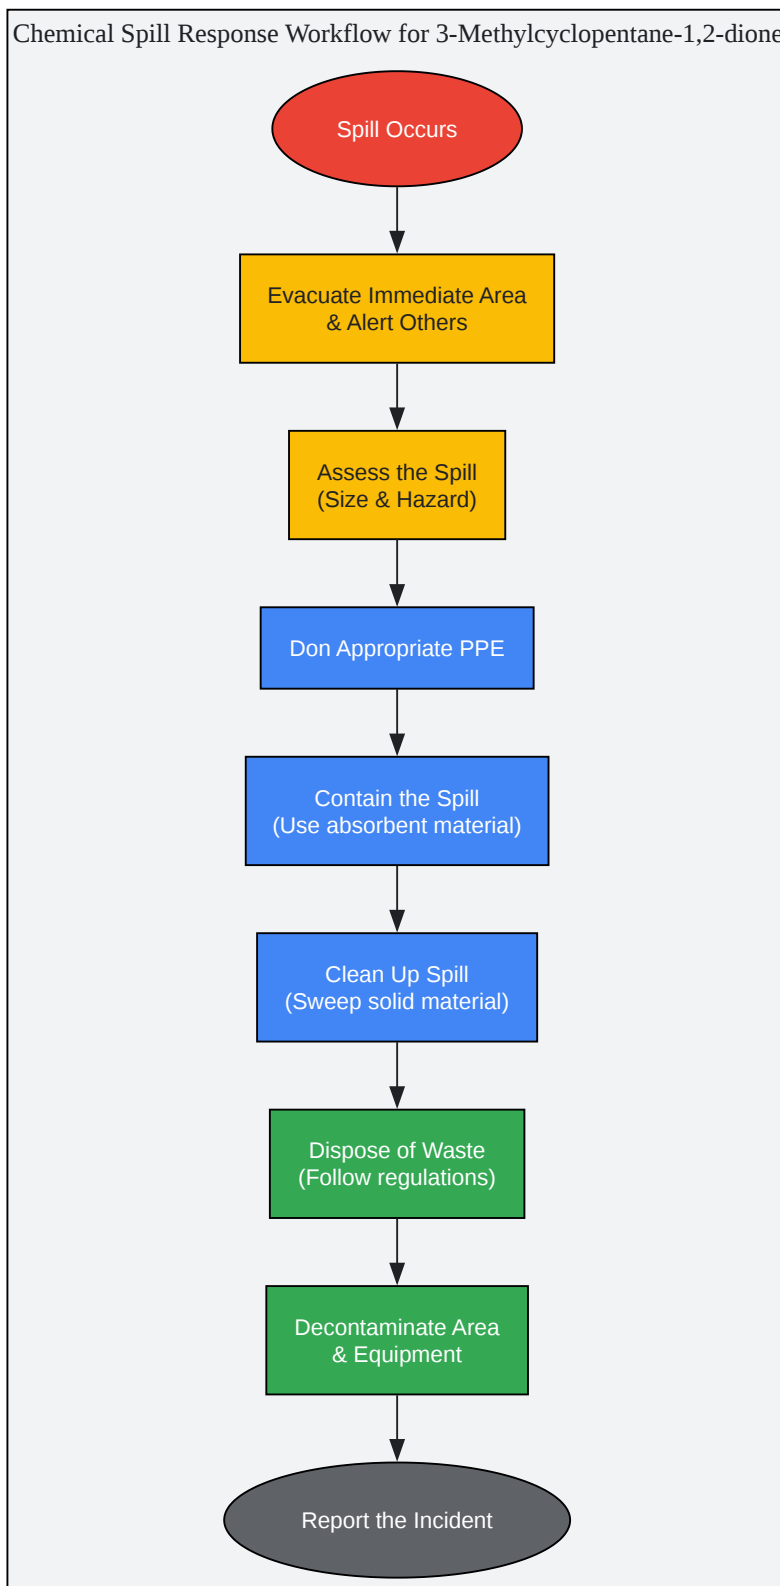 Chemical Spill Response Workflow for 3-Methylcyclopentane-1,2-dione
Spill Occurs
Evacuate Immediate Area
& Alert Others
Assess the Spill
(Size & Hazard)
Don Appropriate PPE
Contain the Spill
(Use absorbent material)
Clean Up Spill
(Sweep solid material)
Dispose of Waste
(Follow regulations)
Decontaminate Area
& Equipment
Report the Incident